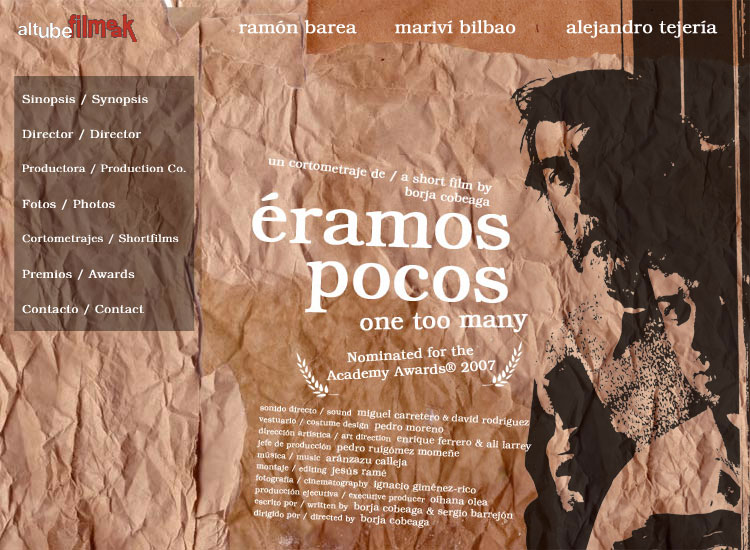 altubefilmeak
ramón barea mariví bilbao alejandro tejería
Sinopsis / Synopsis
Director / Director
Productora / Production Co.
Fotos / Photos
Cortometrajes / Shortfilms
Premios / Awards
Contacto / Contact
un cortometraje de / a short film by
borja cobeaga
éramos
pocos
one too many
Nominated for the
Academy Awards® 2007
sonido directo / sound miguel carretero & david rodríguez
vestuario / costume design pedro moreno
dirección artística / art direction enrique ferrero & ali larrey
jefe de producción pedro ruigómez momeñe
música / music aránzazu calleja
montaje / editing jesús ramé
fotografía / cinematography ignacio giménez-rico
producción ejecutiva / executive producer oihana olea
escrito por / written by borja cobeaga & sergio barrejón
dirigido por / directed by borja cobeaga